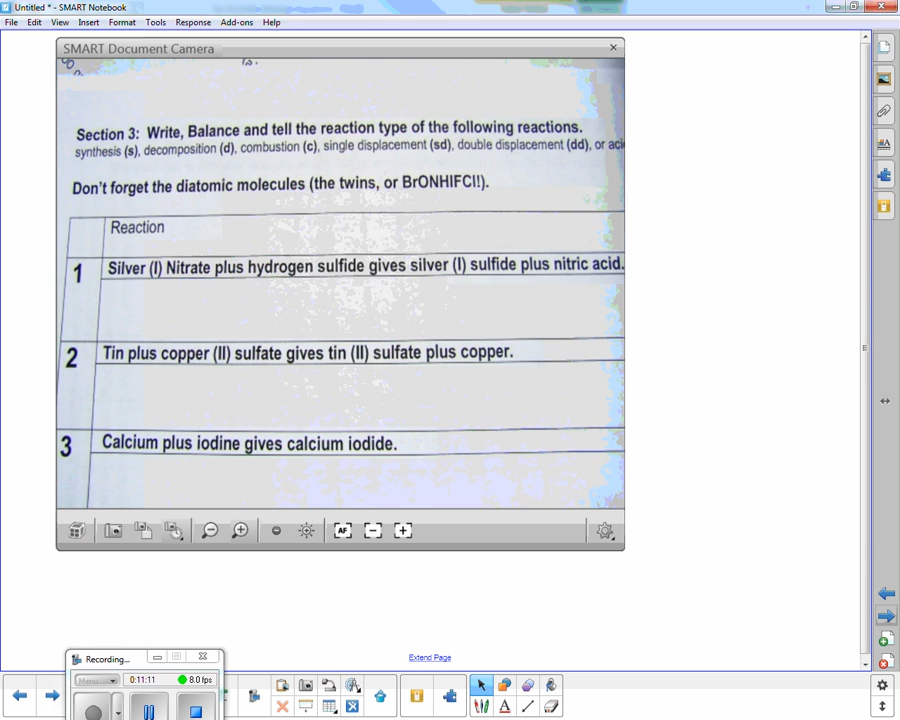 Untitled * - SMART Notebook
File Edit View Insert Format Tools Response Add-ons Help
SMART Document Camera
Section 3: Write, Balance and tell the reaction type of the following reactions.
synthesis (s), decomposition (d), combustion (c), single displacement (sd), double displacement (dd), or aci
Don't forget the diatomic molecules (the twins, or BrONHIFCl!).
Reaction
1 Silver (I) Nitrate plus hydrogen sulfide gives silver (I) sulfide plus nitric acid.
2 Tin plus copper (II) sulfate gives tin (II) sulfate plus copper.
3 Calcium plus iodine gives calcium iodide.
AF
Extend Page
Recording...
Menu 0:11:11 8.0 fps